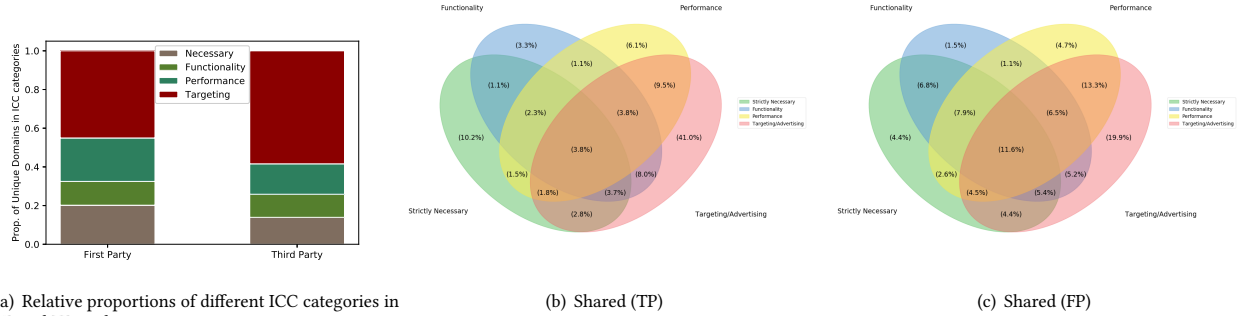 Prop. of Unique Domains in ICC categories
1.0
0.8
0.6
0.4
0.2
0.0
Necessary
Functionality
Performance
Targeting
First Party
Third Party
a) Relative proportions of different ICC categories in
Functionality
Performance
(3.3%)
(6.1%)
(1.1%)
(1.1%)
(9.5%)
(2.3%)
(3.8%)
(10.2%)
(41.0%)
(3.8%)
(1.5%)
(8.0%)
(1.8%)
(3.7%)
(2.8%)
Strictly Necessary
Targeting/Advertising
Strictly Necessary
Functionality
Performance
Targeting/Advertising
(b) Shared (TP)
Functionality
Performance
(1.5%)
(4.7%)
(1.1%)
(6.8%)
(13.3%)
(7.9%)
(6.5%)
(4.4%)
(19.9%)
(11.6%)
(2.6%)
(5.2%)
(4.5%)
(5.4%)
(4.4%)
Strictly Necessary
Targeting/Advertising
Strictly Necessary
Functionality
Performance
Targeting/Advertising
(c) Shared (FP)